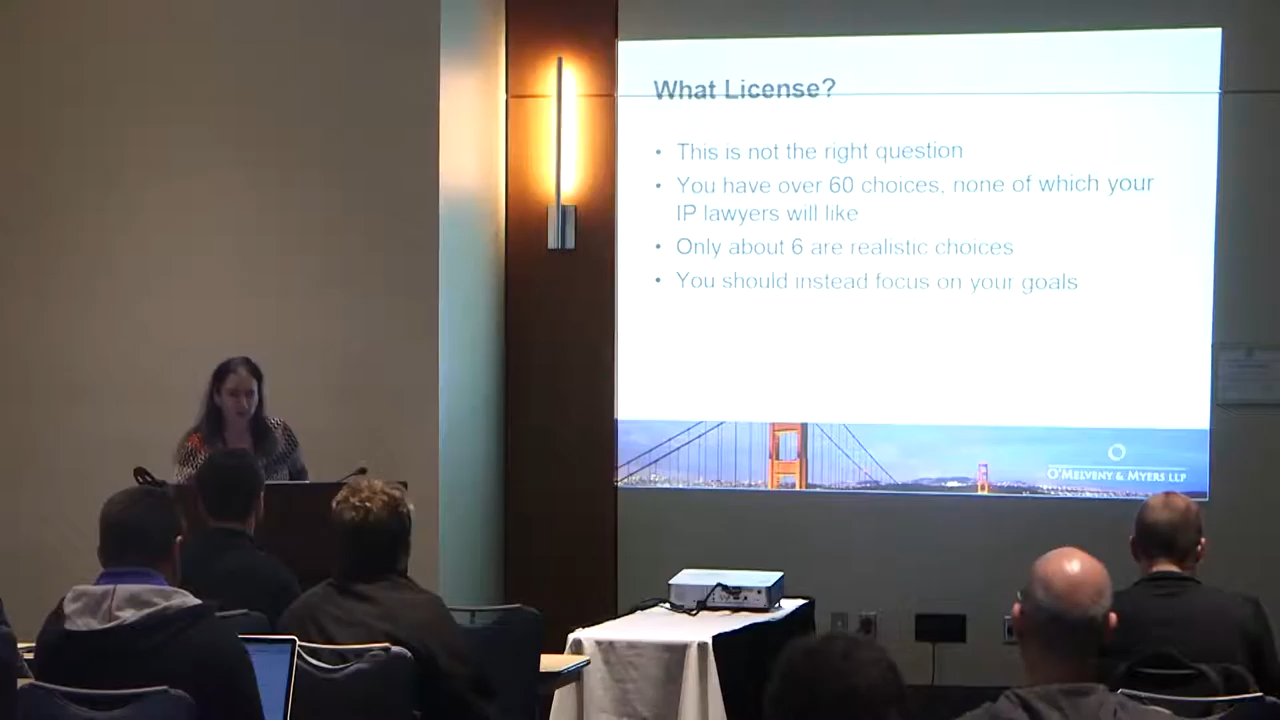 What License?
• This is not the right question
• You have over 60 choices, none of which your
IP lawyers will like
• Only about 6 are realistic choices
• You should instead focus on your goals
O'MELVENY & MYERS LLP